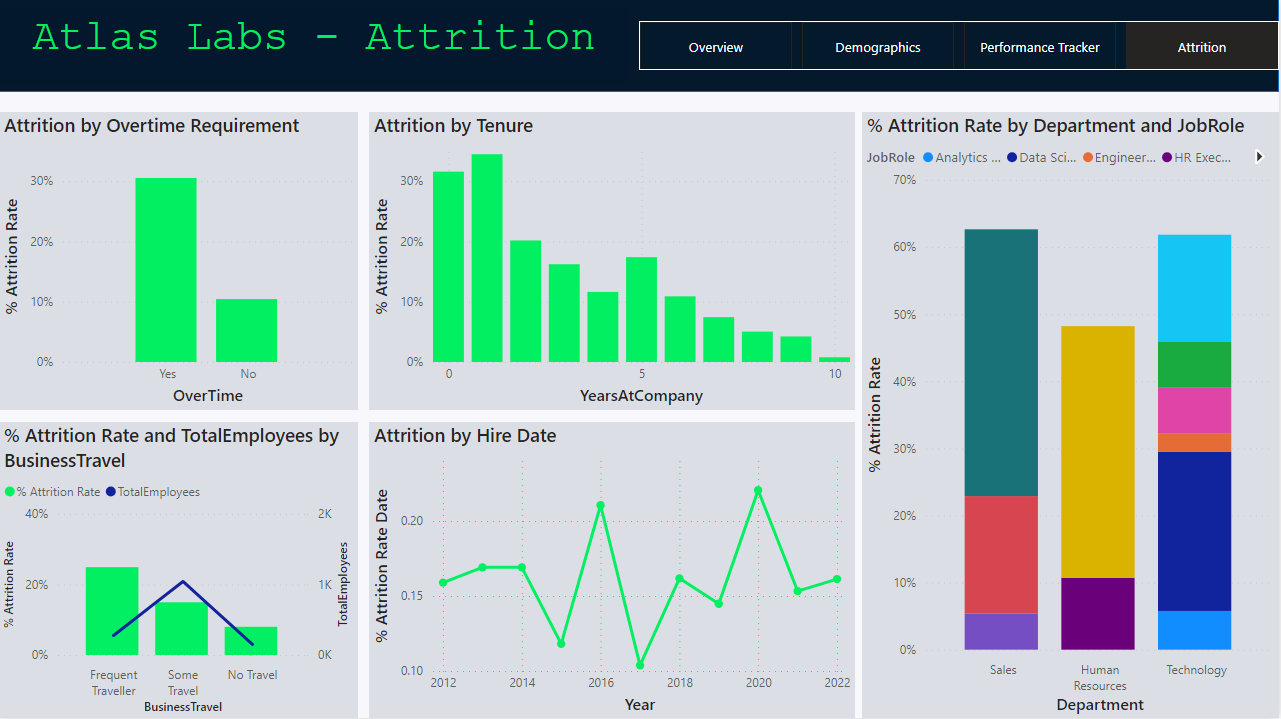 Atlas Labs - Attrition
Overview
Demographics
Performance Tracker
Attrition
Attrition by Overtime Requirement
% Attrition Rate
30%
20%
10%
0%
Yes
No
OverTime
Attrition by Tenure
% Attrition Rate
30%
20%
10%
0%
0
5
10
YearsAtCompany
% Attrition Rate by Department and JobRole
JobRole
Analytics ...
Data Sci...
Engineer...
HR Exec...
% Attrition Rate
70%
60%
50%
40%
30%
20%
10%
0%
Sales
Human
Resources
Technology
Department
% Attrition Rate and TotalEmployees by
BusinessTravel
% Attrition Rate
TotalEmployees
% Attrition Rate
40%
20%
0%
2K
1K
0K
TotalEmployees
Frequent
Traveller
Some
Travel
No Travel
BusinessTravel
Attrition by Hire Date
% Attrition Rate Date
0.20
0.15
0.10
2012
2014
2016
2018
2020
2022
Year